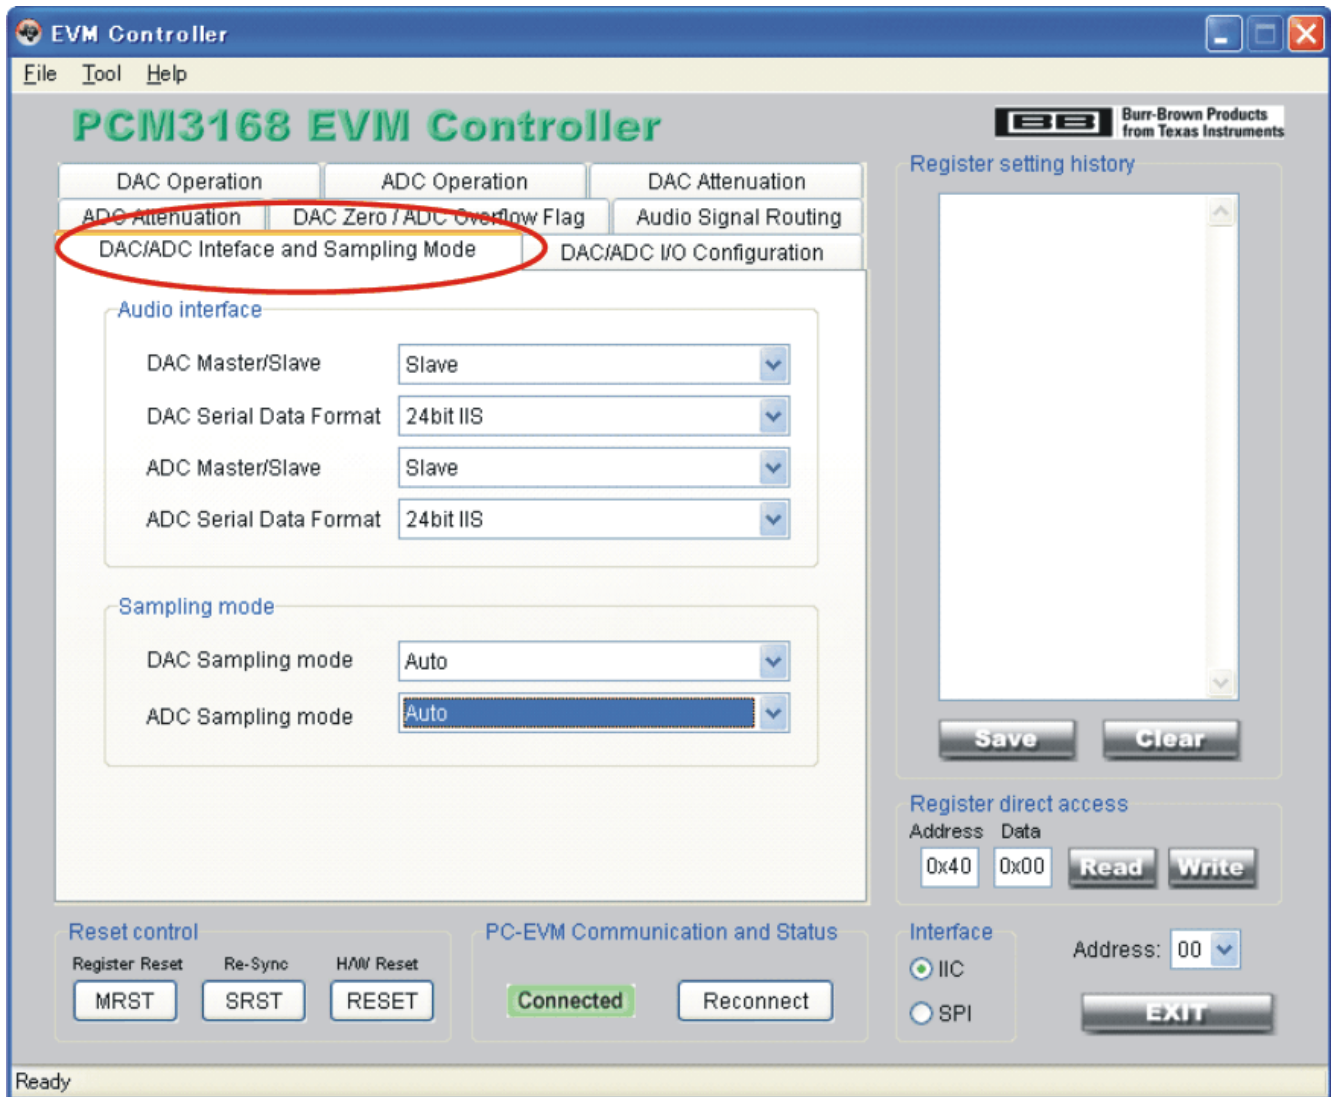 EVM Controller
File Tool Help
PCM3168 EVM Controller
BB Burr-Brown Products
from Texas Instruments
DAC Operation ADC Operation DAC Attenuation
ADC Attenuation DAC Zero / ADC Overflow Flag Audio Signal Routing
DAC/ADC Inteface and Sampling Mode DAC/ADC I/O Configuration
Audio interface
DAC Master/Slave Slave
DAC Serial Data Format 24bit IIS
ADC Master/Slave Slave
ADC Serial Data Format 24bit IIS
Sampling mode
DAC Sampling mode Auto
ADC Sampling mode Auto
Register setting history
Save Clear
Register direct access
Address Data
0x40 0x00 Read Write
Reset control
Register Reset Re-Sync H/W Reset
MRST SRST RESET
PC-EVM Communication and Status
Connected Reconnect
Interface
IIC
SPI
Address: 00
EXIT
Ready